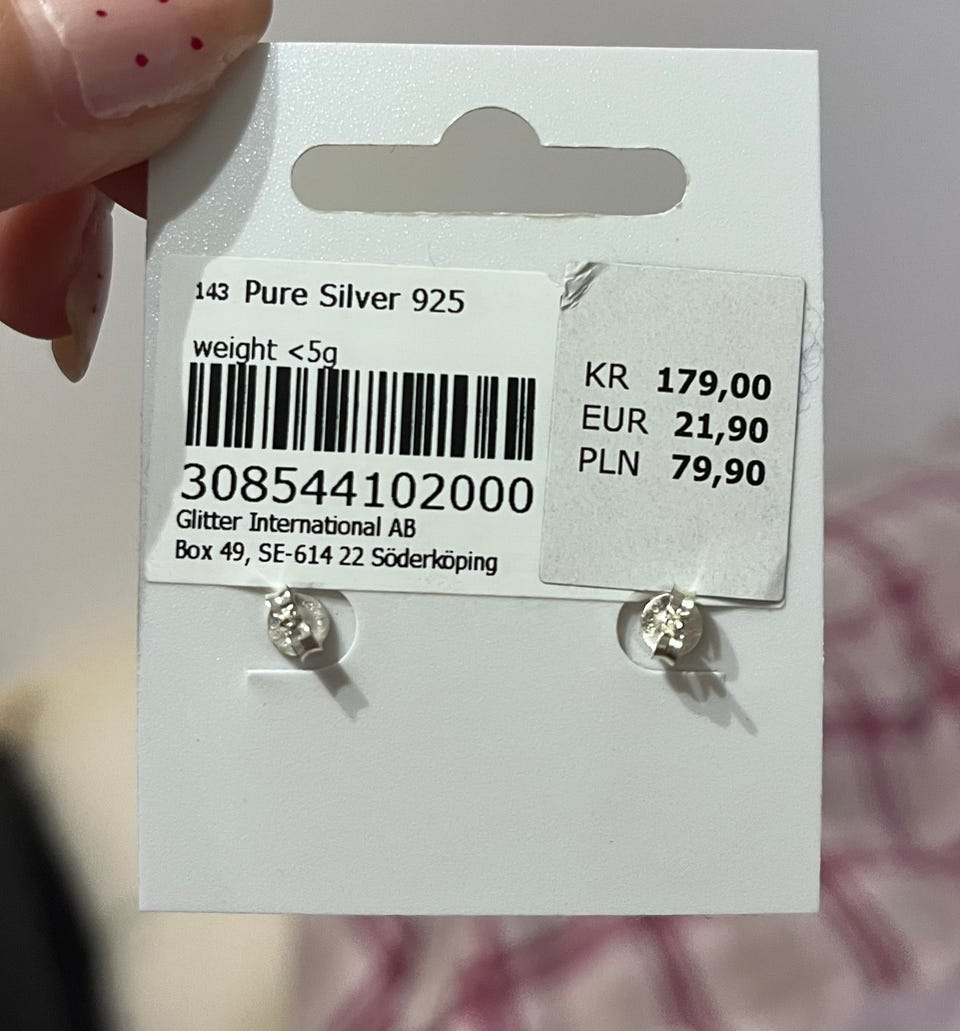 143 Pure Silver 925
weight <5g
308544102000
Glitter International AB
Box 49, SE-614 22 Söderköping
KR 179,00
EUR 21,90
PLN 79,90